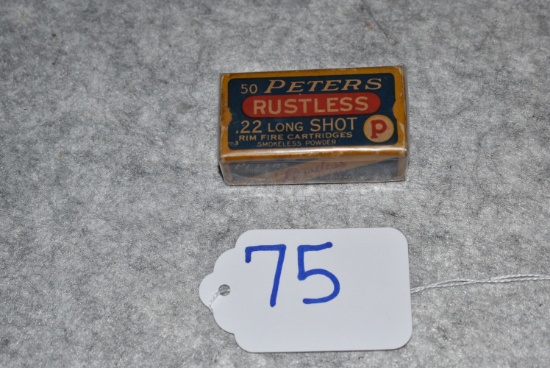 50 PETERS
RUSTLESS
.22 LONG SHOT
P
RIM FIRE CARTRIDGES
SMOKELESS POWDER
75